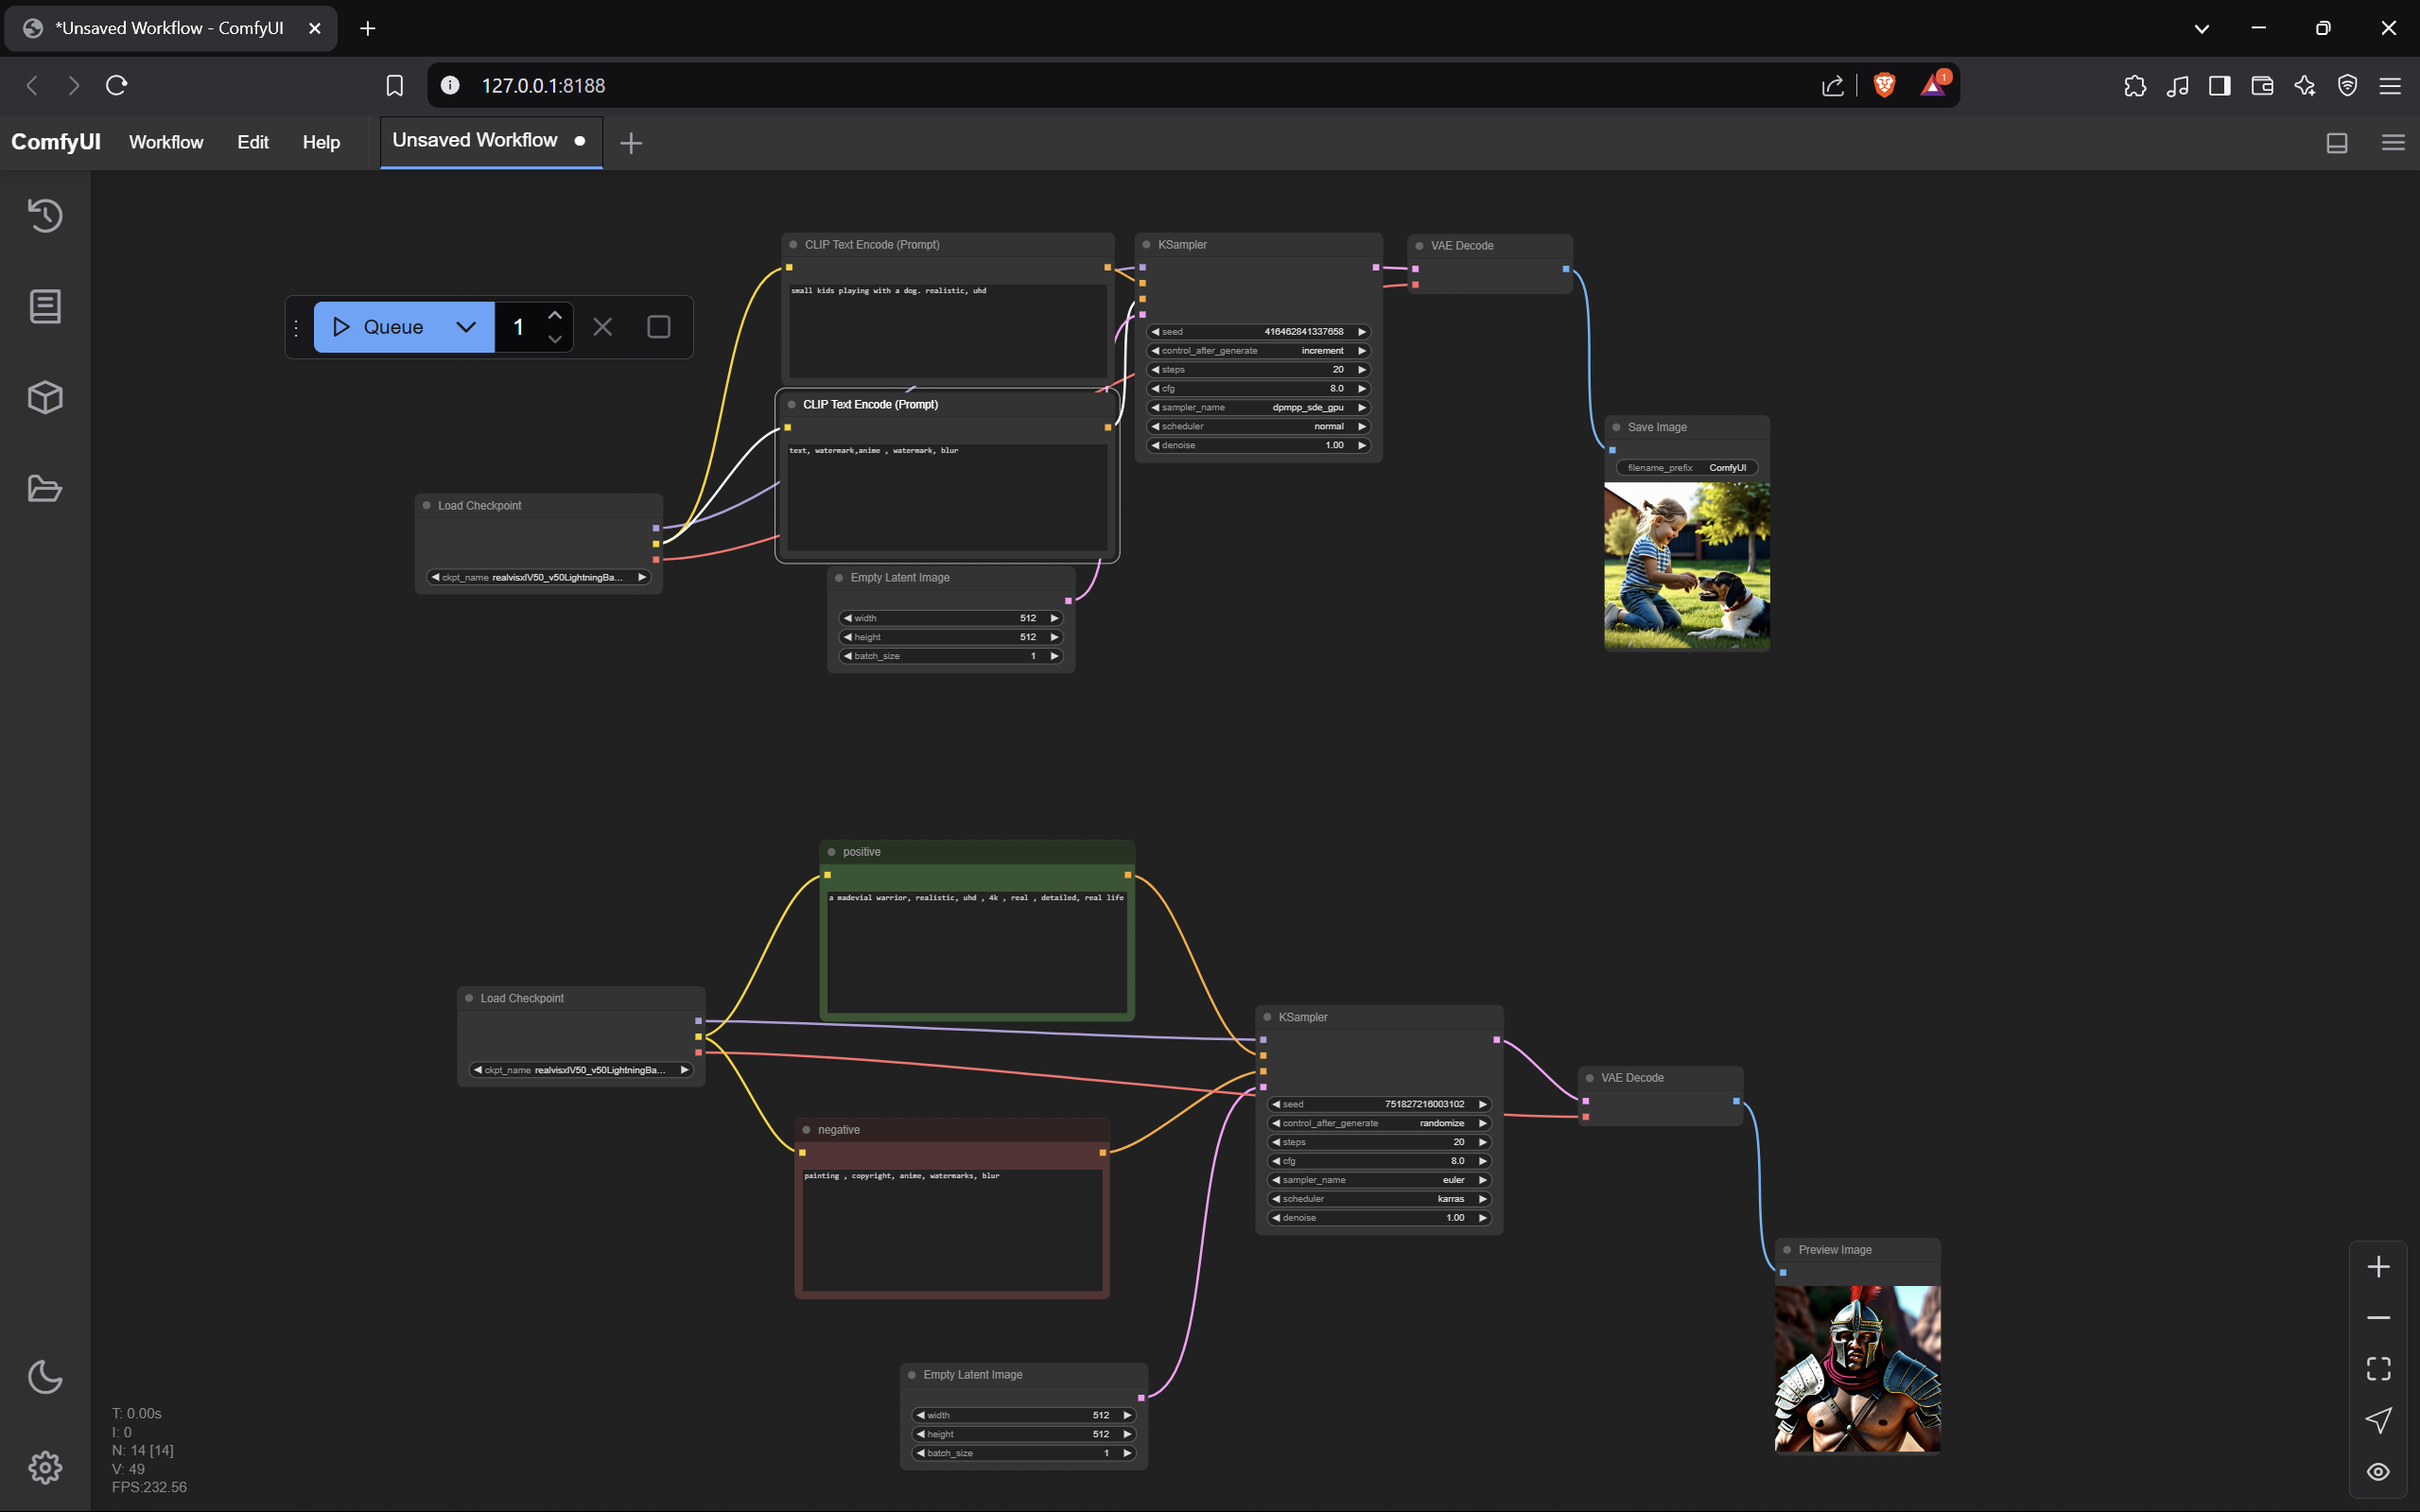 *Unsaved Workflow - ComfyUI
127.0.0.1:8188
1
ComfyUI Workflow Edit Help Unsaved Workflow
Queue 1
CLIP Text Encode (Prompt)
small kids playing with a dog. realistic, uhd
KSampler
seed 416462841337658
control_after_generate increment
steps 20
cfg 8.0
sampler_name dpmpp_sde_gpu
scheduler normal
denoise 1.00
VAE Decode
CLIP Text Encode (Prompt)
text, watermark,anime , watermark, blur
Save Image
filename_prefix ComfyUI
Load Checkpoint
ckpt_name realvisxlV50_v50LightningBa...
Empty Latent Image
width 512
height 512
batch_size 1
positive
a madevial warrior, realistic, uhd , 4k , real , detailed, real life
Load Checkpoint
ckpt_name realvisxlV50_v50LightningBa...
KSampler
seed 751827216003102
control_after_generate randomize
steps 20
cfg 8.0
sampler_name euler
scheduler karras
denoise 1.00
VAE Decode
negative
painting , copyright, anime, watermarks, blur
Preview Image
Empty Latent Image
width 512
height 512
batch_size 1
T: 0.00s
I: 0
N: 14 [14]
V: 49
FPS:232.56